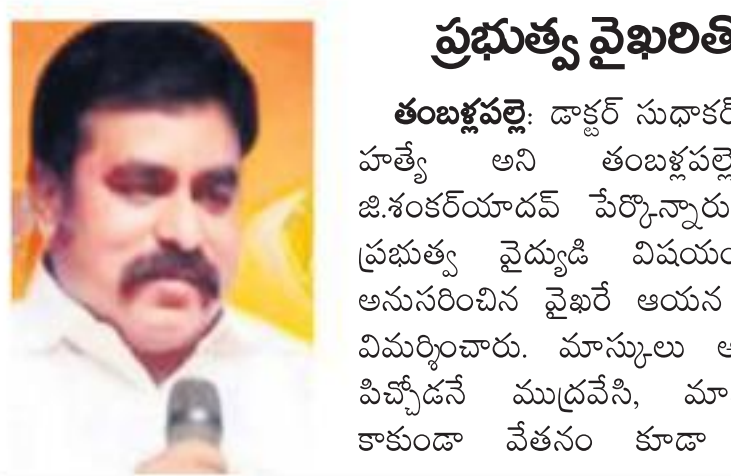 ప్రభుత్వ వైఖరితో
తంబళ్లపల్లె: డాక్టర్ సుధాకర్
హత్యే అని తంబళ్లపల్లె
జి.శంకర్‌యాదవ్ పేర్కొన్నారు
ప్రభుత్వ వైద్యుడి విషయం
అనుసరించిన వైఖరే ఆయన
విమర్శించారు. మాస్కులు అ
పిచ్చోడనే ముద్రవేసి, మా
కాకుండా వేతనం కూడా